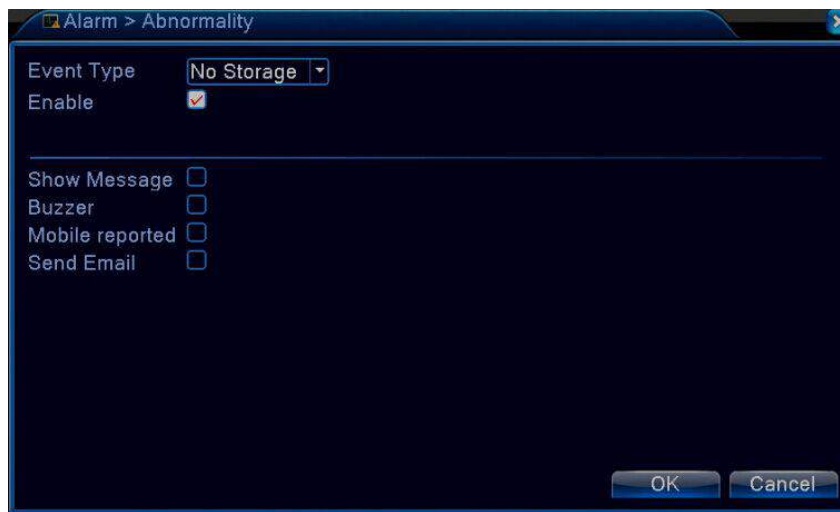 Alarm > Abnormality
Event Type No Storage
Enable
Show Message
Buzzer
Mobile reported
Send Email
OK Cancel